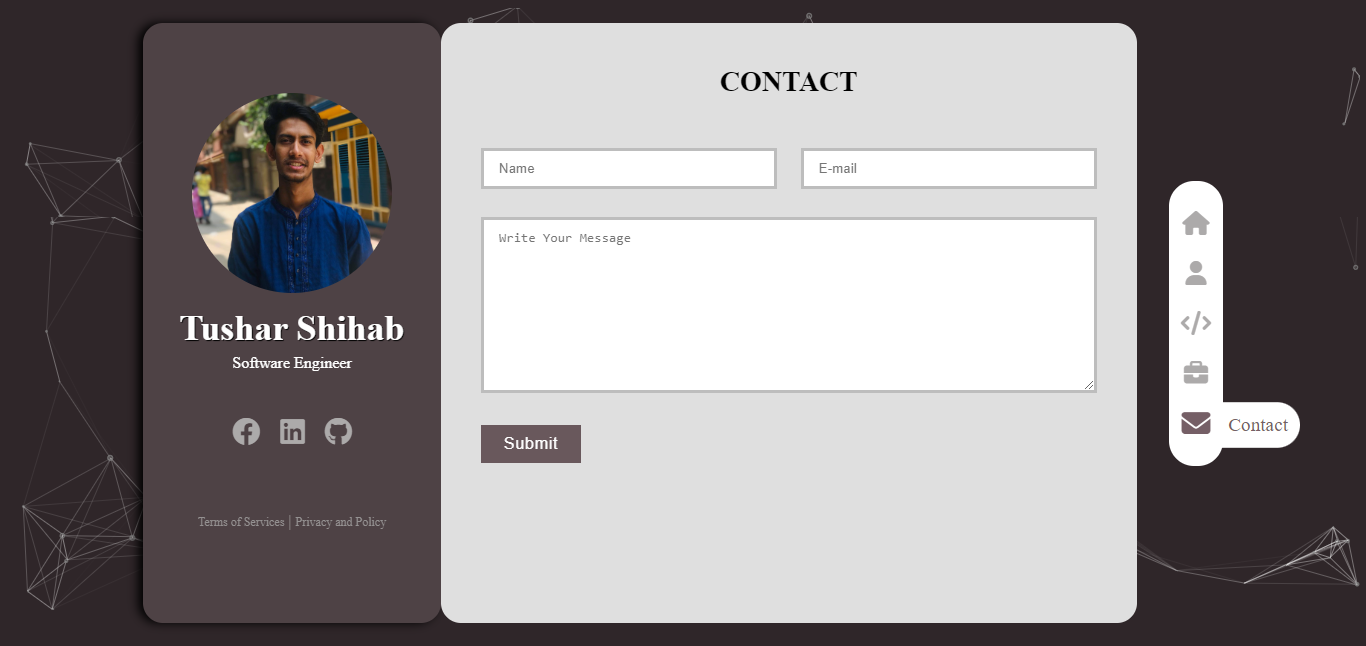 Tushar Shihab
Software Engineer
Terms of Services | Privacy and Policy
CONTACT
Name
E-mail
Write Your Message
Submit
Contact